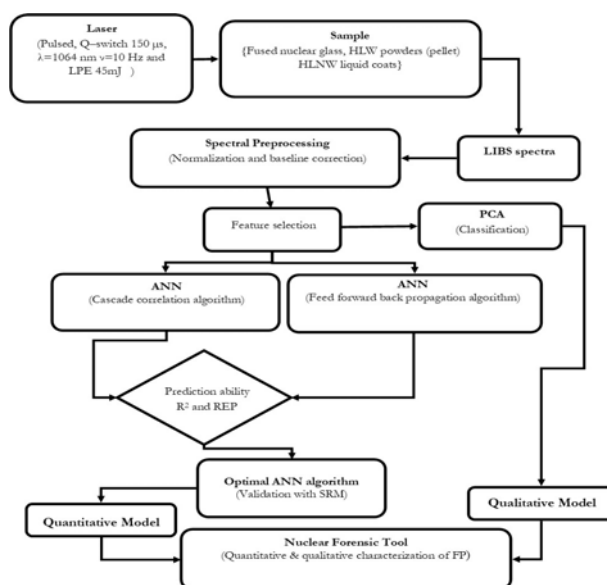 Laser
(Pulsed, Q–switch 150 μs,
λ=1064 nm ν=10 Hz and
LPE 45mJ )
Sample
{Fused nuclear glass, HLW powders (pellet)
HLNW liquid coats}
Spectral Preprocessing
(Normalization and baseline correction)
LIBS spectra
Feature selection
PCA
(Classification)
ANN
(Cascade correlation algorithm)
ANN
(Feed forward back propagation algorithm)
Prediction ability
R² and REP
Optimal ANN algorithm
(Validation with SRM)
Quantitative Model
Qualitative Model
Nuclear Forensic Tool
(Quantitative & qualitative characterization of FP)